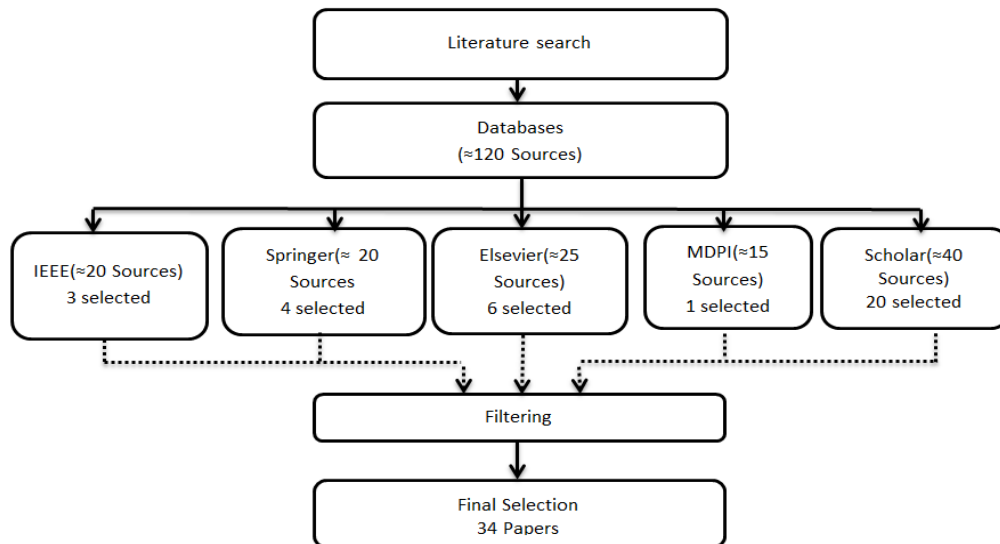 Literature search
Databases
(≈120 Sources)
IEEE(≈20 Sources)
3 selected
Springer(≈ 20
Sources
4 selected
Elsevier(≈25
Sources)
6 selected
MDPI(≈15
Sources)
1 selected
Scholar(≈40
Sources)
20 selected
Filtering
Final Selection
34 Papers